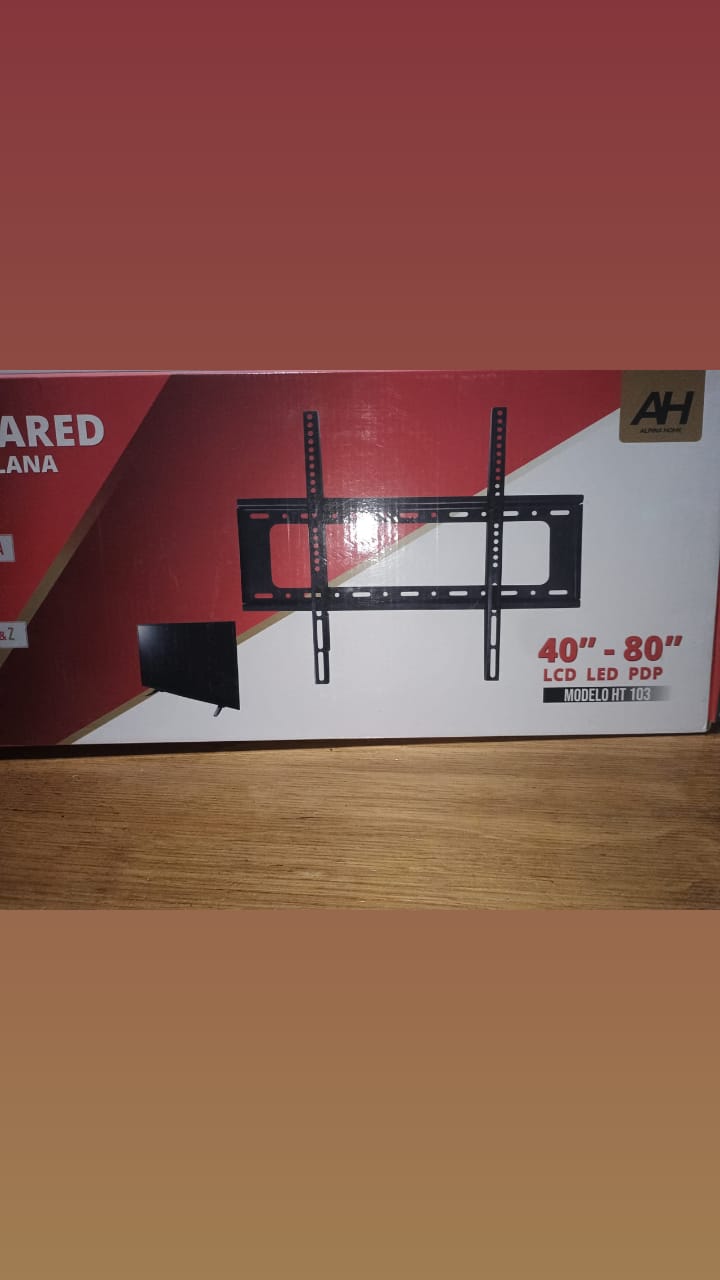 ARED
LANA
AH
ALPINA HOME
&Z
40” - 80”
LCD LED PDP
MODELO HT 103